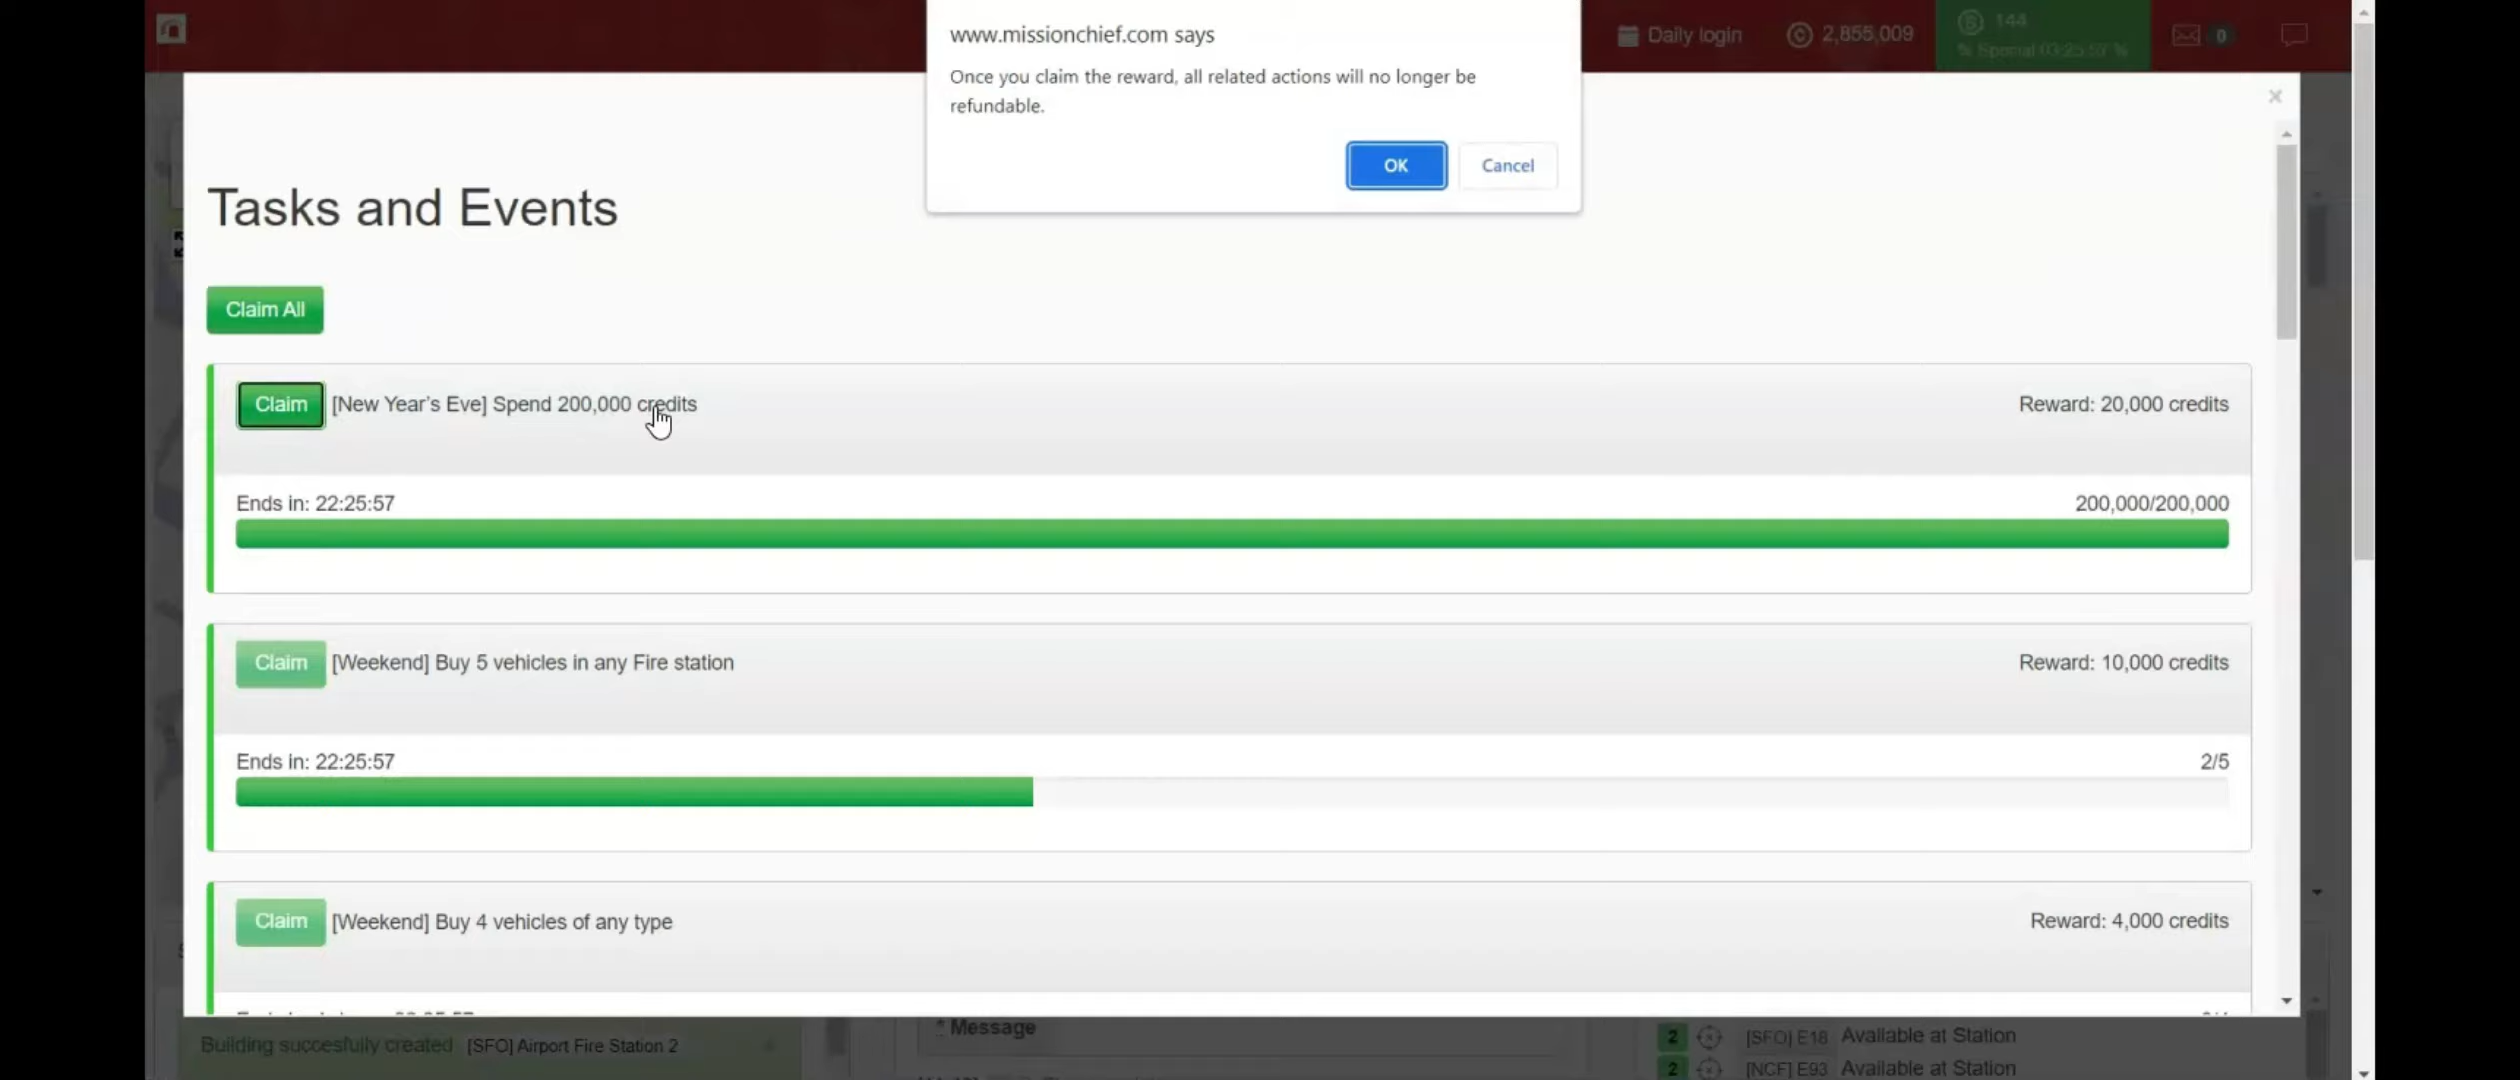 www.missionchief.com says
Once you claim the reward, all related actions will no longer be
refundable.
OK
Cancel
Daily login
2,855,009
144
% Special 03:25:57 %
0
×
Tasks and Events
Claim All
Claim
[New Year's Eve] Spend 200,000 credits
Reward: 20,000 credits
Ends in: 22:25:57
200,000/200,000
Claim
[Weekend] Buy 5 vehicles in any Fire station
Reward: 10,000 credits
Ends in: 22:25:57
2/5
Claim
[Weekend] Buy 4 vehicles of any type
Reward: 4,000 credits
Building succesfully created [SFO] Airport Fire Station 2
* Message
2 [SFO] E18 Available at Station
2 [NCF] E93 Available at Station